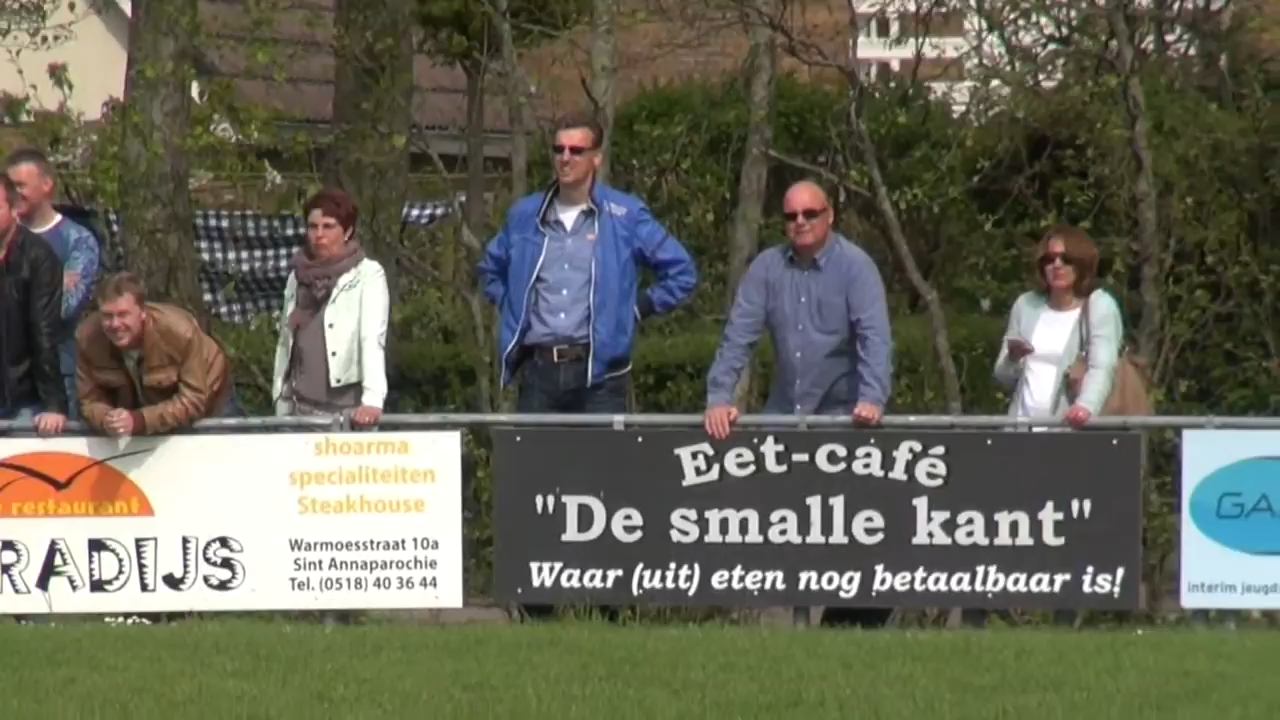 restaurant
RADIJS
shoarma
specialiteiten
Steakhouse
Warmoesstraat 10a
Sint Annaparochie
Tel. (0518) 40 36 44
Eet-café
"De smalle kant"
Waar (uit) eten nog betaalbaar is!
GA
interim jeugd